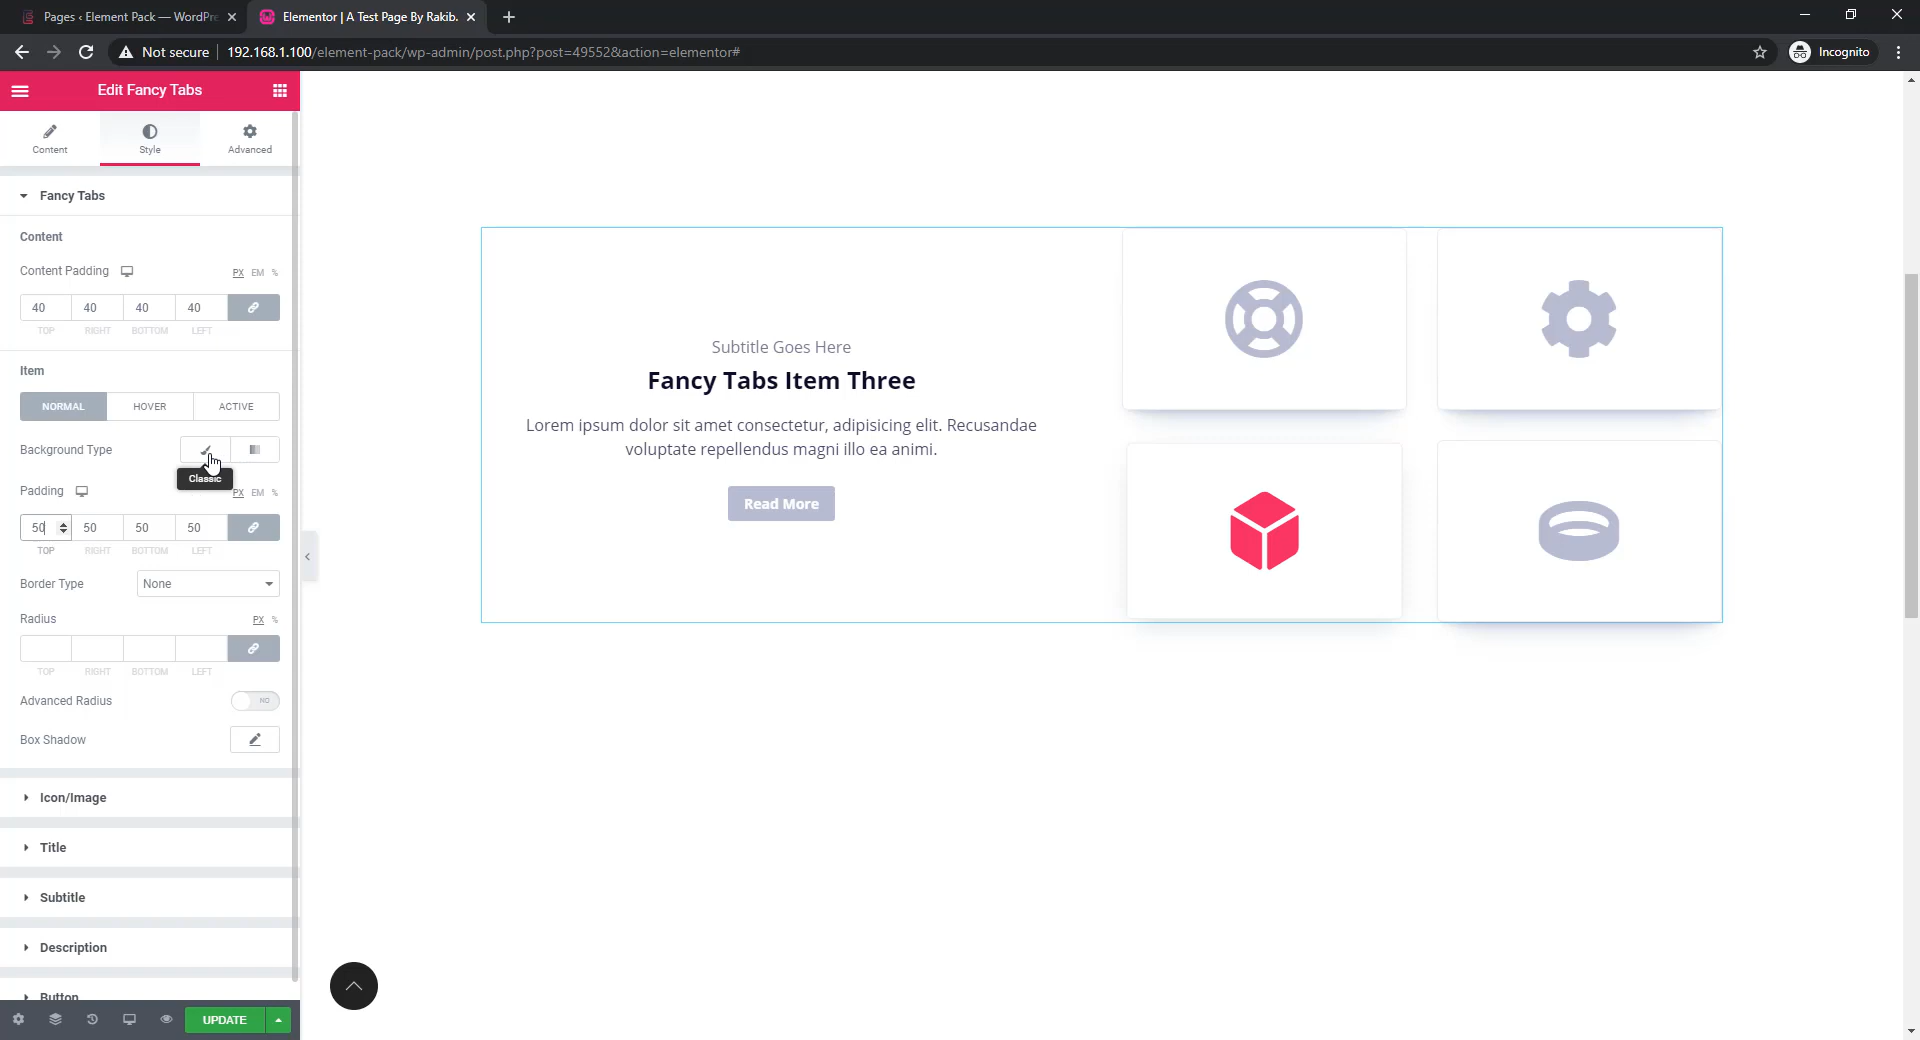 Pages ‹ Element Pack — WordPre
Elementor | A Test Page By Rakib.
Not secure
192.168.1.100/element-pack/wp-admin/post.php?post=49552&action=elementor#
Incognito
Edit Fancy Tabs
Content
Style
Advanced
Fancy Tabs
Content
Content Padding
PX EM %
40 40 40 40
TOP RIGHT BOTTOM LEFT
Item
NORMAL HOVER ACTIVE
Background Type
Classic
Padding
PX EM %
50 50 50 50
TOP RIGHT BOTTOM LEFT
Border Type
None
Radius
PX %
TOP RIGHT BOTTOM LEFT
Advanced Radius
NO
Box Shadow
Icon/Image
Title
Subtitle
Description
Button
UPDATE
Subtitle Goes Here
Fancy Tabs Item Three
Lorem ipsum dolor sit amet consectetur, adipisicing elit. Recusandae
voluptate repellendus magni illo ea animi.
Read More